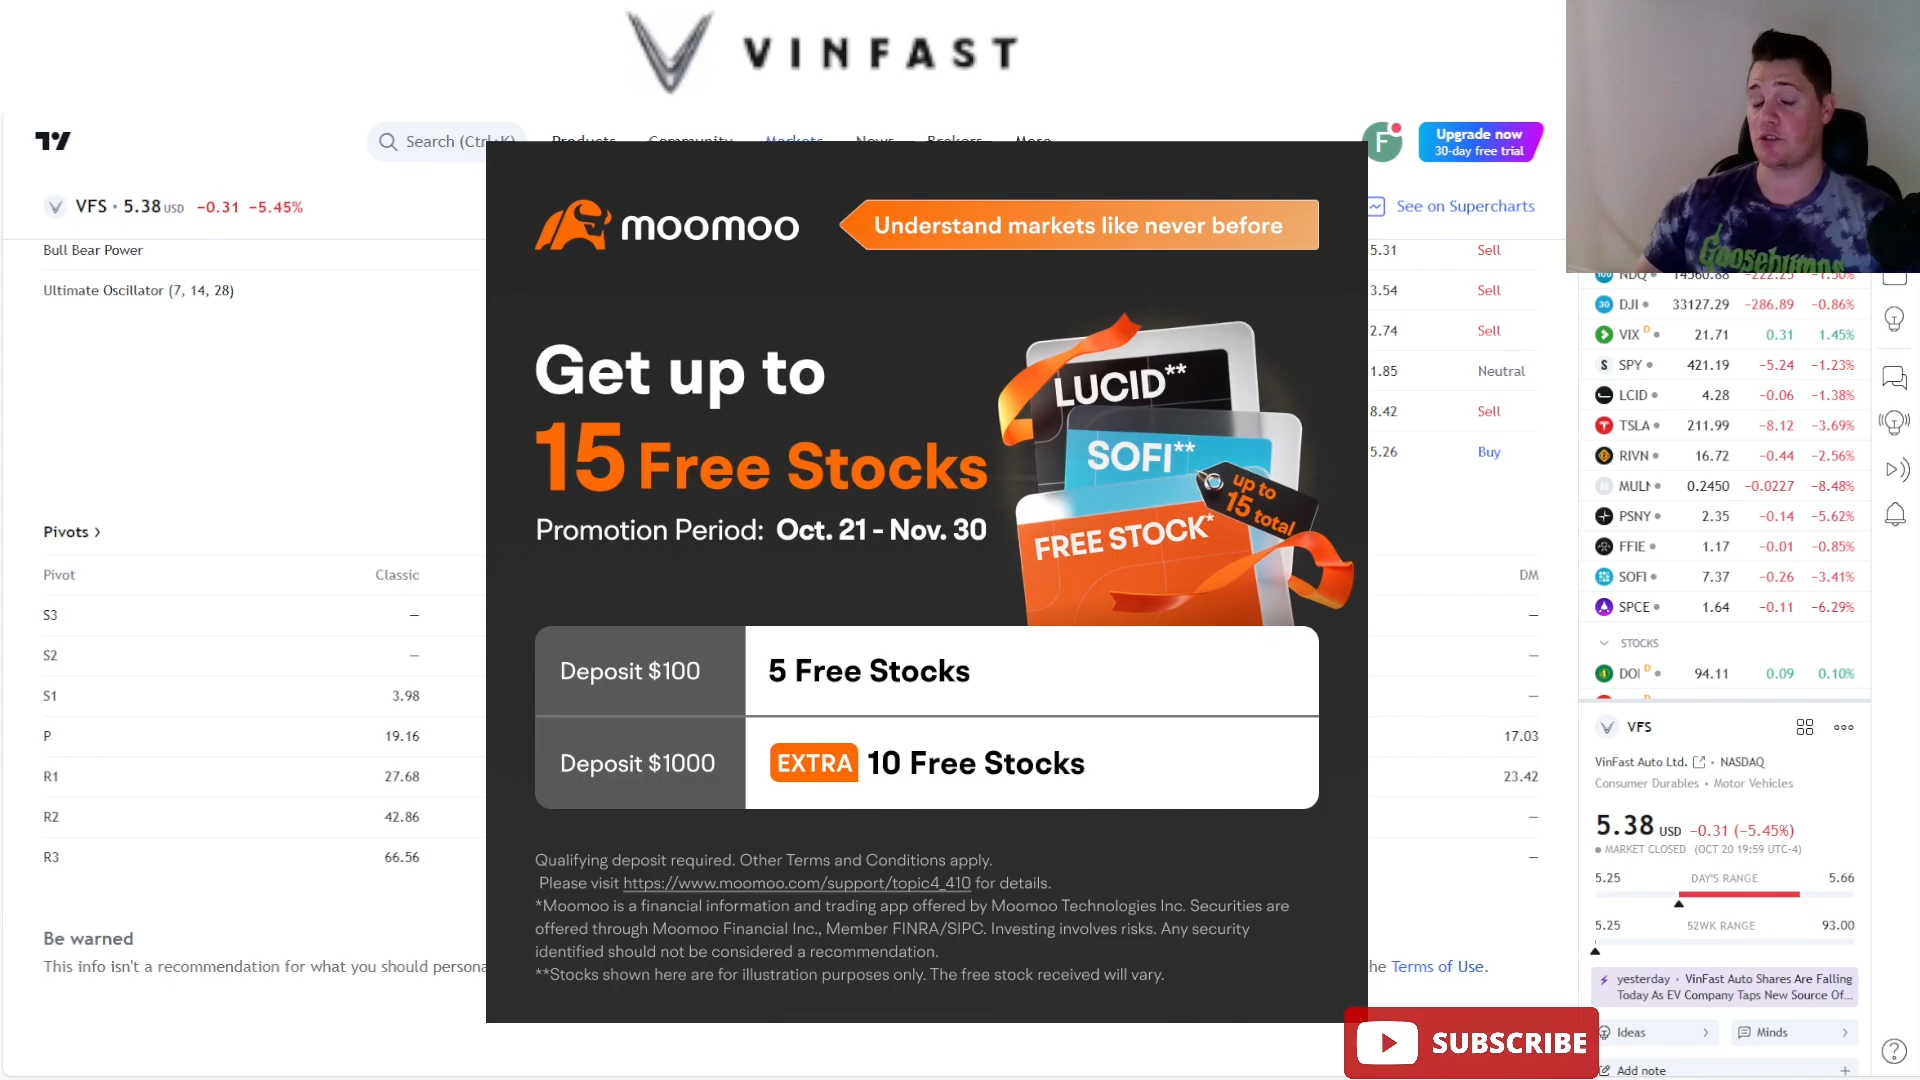 VINFAST
Search (Ctrl+K)
Products
Community
Markets
News
Brokers
More
F
Upgrade now
30-day free trial
VFS • 5.38 USD −0.31 −5.45%
See on Supercharts
Bull Bear Power
Ultimate Oscillator (7, 14, 28)
5.31 Sell
3.54 Sell
2.74 Sell
1.85 Neutral
8.42 Sell
5.26 Buy
Pivots >
Pivot Classic DM
S3 — —
S2 — —
S1 3.98 —
P 19.16 17.03
R1 27.68 23.42
R2 42.86 —
R3 66.56 —
Be warned
This info isn't a recommendation for what you should persona
he Terms of Use.
moomoo
Understand markets like never before
Get up to
15 Free Stocks
Promotion Period: Oct. 21 - Nov. 30
LUCID**
SOFI**
up to
15 total
FREE STOCK*
Deposit $100 5 Free Stocks
Deposit $1000 EXTRA 10 Free Stocks
Qualifying deposit required. Other Terms and Conditions apply.
Please visit https://www.moomoo.com/support/topic4_410 for details.
*Moomoo is a financial information and trading app offered by Moomoo Technologies Inc. Securities are
offered through Moomoo Financial Inc., Member FINRA/SIPC. Investing involves risks. Any security
identified should not be considered a recommendation.
**Stocks shown here are for illustration purposes only. The free stock received will vary.
Goosebumps
NDQ 14560.88 −222.25 −1.50%
DJI 33127.29 −286.89 −0.86%
VIX D 21.71 0.31 1.45%
SPY 421.19 −5.24 −1.23%
LCID 4.28 −0.06 −1.38%
TSLA 211.99 −8.12 −3.69%
RIVN 16.72 −0.44 −2.56%
MULN 0.2450 −0.0227 −8.48%
PSNY 2.35 −0.14 −5.62%
FFIE 1.17 −0.01 −0.85%
SOFI 7.37 −0.26 −3.41%
SPCE 1.64 −0.11 −6.29%
STOCKS
DOI D 94.11 0.09 0.10%
VFS
VinFast Auto Ltd. • NASDAQ
Consumer Durables • Motor Vehicles
5.38 USD −0.31 (−5.45%)
MARKET CLOSED (OCT 20 19:59 UTC-4)
5.25 DAY'S RANGE 5.66
5.25 52WK RANGE 93.00
yesterday • VinFast Auto Shares Are Falling
Today As EV Company Taps New Source Of...
Ideas >
Minds >
Add note +
SUBSCRIBE